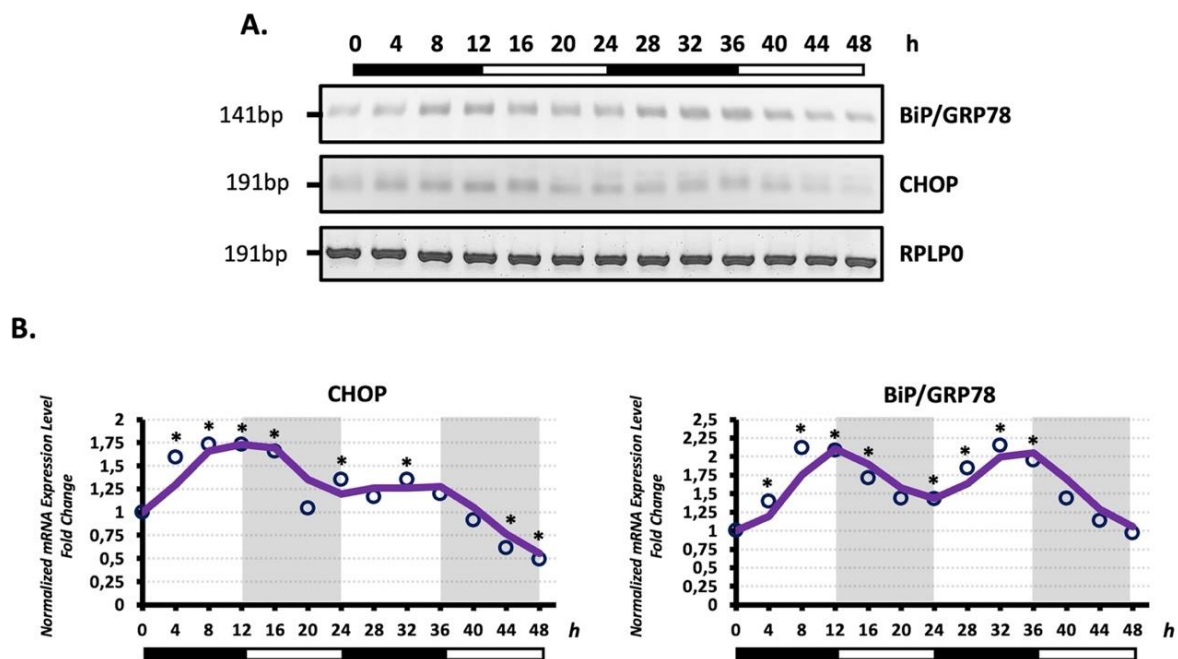 A.
0 4 8 12 16 20 24 28 32 36 40 44 48 h
141bp BiP/GRP78
191bp CHOP
191bp RPLP0
B.
CHOP
Normalized mRNA Expression Level
Fold Change
2
1,75
1,5
1,25
1
0,75
0,5
0,25
0
* * * * * * * *
0 4 8 12 16 20 24 28 32 36 40 44 48 h
BiP/GRP78
Normalized mRNA Expression Level
Fold Change
2,5
2,25
2
1,75
1,5
1,25
1
0,75
0,5
0,25
0
* * * * * * * *
0 4 8 12 16 20 24 28 32 36 40 44 48 h